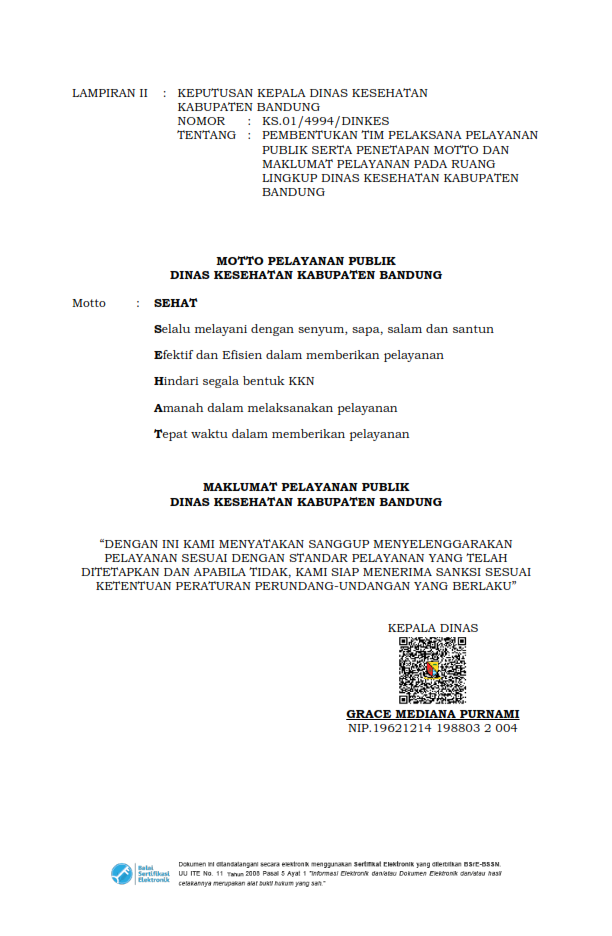 LAMPIRAN II : KEPUTUSAN KEPALA DINAS KESEHATAN
KABUPATEN BANDUNG
NOMOR : KS.01/4994/DINKES
TENTANG : PEMBENTUKAN TIM PELAKSANA PELAYANAN
PUBLIK SERTA PENETAPAN MOTTO DAN
MAKLUMAT PELAYANAN PADA RUANG
LINGKUP DINAS KESEHATAN KABUPATEN
BANDUNG
MOTTO PELAYANAN PUBLIK
DINAS KESEHATAN KABUPATEN BANDUNG
Motto : SEHAT
Selalu melayani dengan senyum, sapa, salam dan santun
Efektif dan Efisien dalam memberikan pelayanan
Hindari segala bentuk KKN
Amanah dalam melaksanakan pelayanan
Tepat waktu dalam memberikan pelayanan
MAKLUMAT PELAYANAN PUBLIK
DINAS KESEHATAN KABUPATEN BANDUNG
“DENGAN INI KAMI MENYATAKAN SANGGUP MENYELENGGARAKAN
PELAYANAN SESUAI DENGAN STANDAR PELAYANAN YANG TELAH
DITETAPKAN DAN APABILA TIDAK, KAMI SIAP MENERIMA SANKSI SESUAI
KETENTUAN PERATURAN PERUNDANG-UNDANGAN YANG BERLAKU”
KEPALA DINAS
GRACE MEDIANA PURNAMI
NIP.19621214 198803 2 004
Balai
Sertifikasi
Elektronik
Dokumen ini ditandatangani secara elektronik menggunakan Sertifikat Elektronik yang diterbitkan BSrE-BSSN.
UU ITE No. 11 Tahun 2008 Pasal 5 Ayat 1 "Informasi Elektronik dan/atau Dokumen Elektronik dan/atau hasil
cetakannya merupakan alat bukti hukum yang sah."